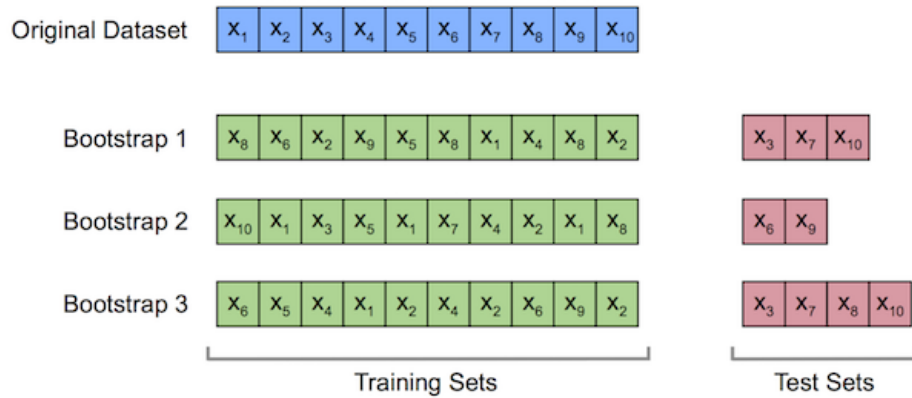 Original Dataset x₁ x₂ x₃ x₄ x₅ x₆ x₇ x₈ x₉ x₁₀
Bootstrap 1 x₈ x₆ x₂ x₉ x₅ x₈ x₁ x₄ x₈ x₂ x₃ x₇ x₁₀
Bootstrap 2 x₁₀ x₁ x₃ x₅ x₁ x₇ x₄ x₂ x₁ x₈ x₆ x₉
Bootstrap 3 x₆ x₅ x₄ x₁ x₂ x₄ x₂ x₆ x₉ x₂ x₃ x₇ x₈ x₁₀
Training Sets Test Sets